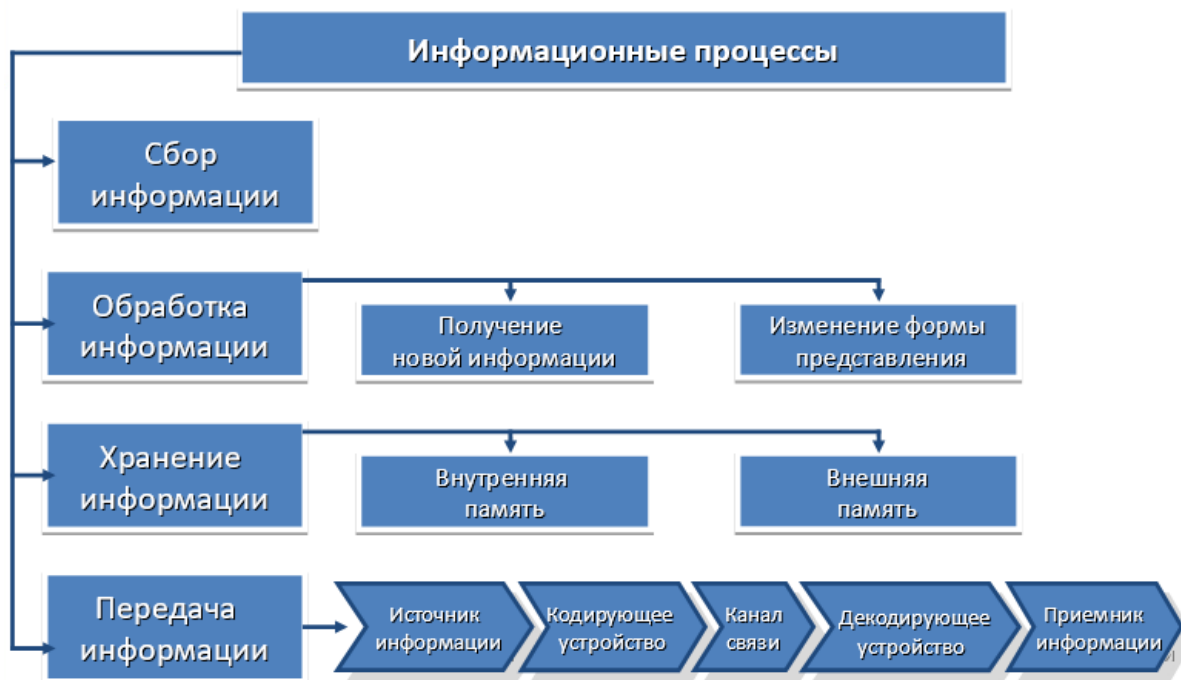 Информационные процессы
Сбор
информации
Обработка
информации
Получение
новой информации
Изменение формы
представления
Хранение
информации
Внутренняя
память
Внешняя
память
Передача
информации
Источник
информации
Кодирующее
устройство
Канал
связи
Декодирующее
устройство
Приемник
информации